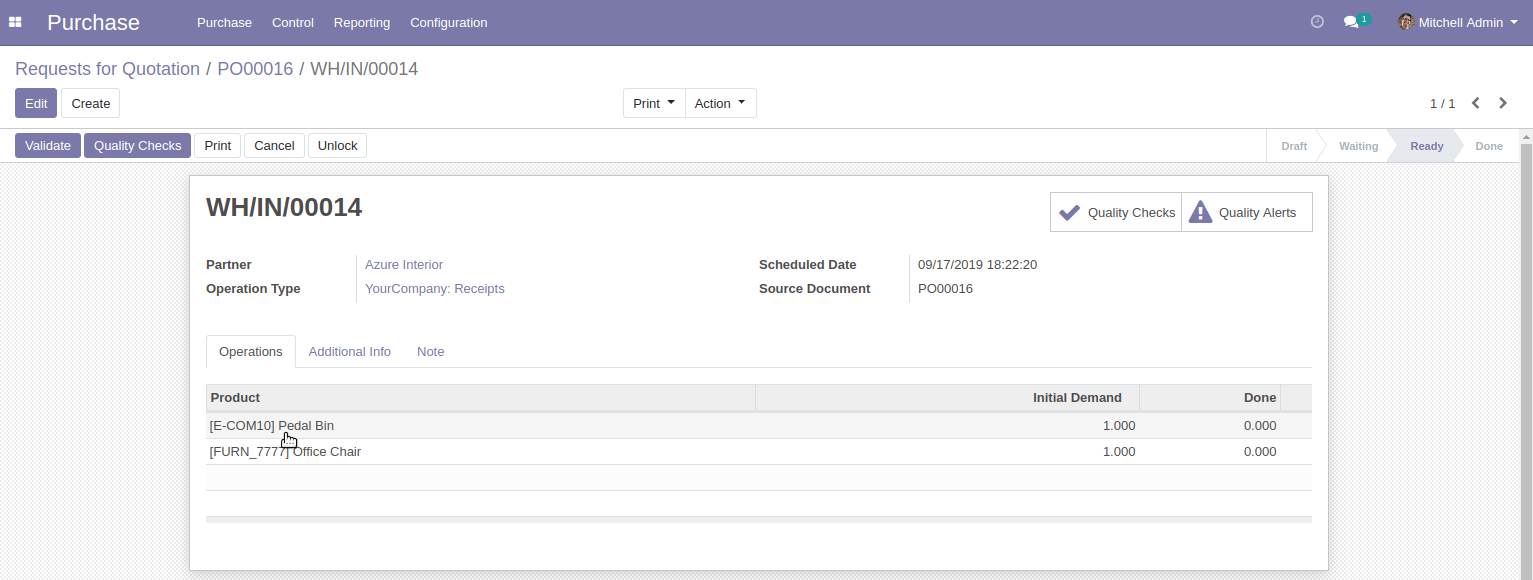 Purchase Purchase Control Reporting Configuration 1 Mitchell Admin
Requests for Quotation / PO00016 / WH/IN/00014
Edit Create Print Action 1 / 1
Validate Quality Checks Print Cancel Unlock Draft Waiting Ready Done
WH/IN/00014
Quality Checks Quality Alerts
Partner Azure Interior Scheduled Date 09/17/2019 18:22:20
Operation Type YourCompany: Receipts Source Document PO00016
Operations Additional Info Note
Product Initial Demand Done
[E-COM10] Pedal Bin 1.000 0.000
[FURN_7777] Office Chair 1.000 0.000